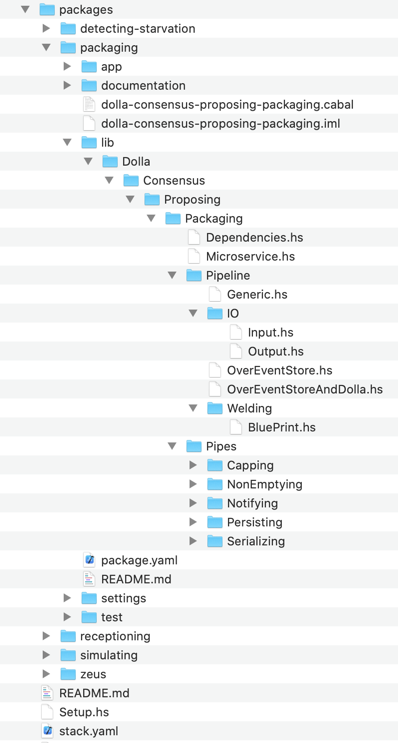 packages
detecting-starvation
packaging
app
documentation
dolla-consensus-proposing-packaging.cabal
dolla-consensus-proposing-packaging.iml
lib
Dolla
Consensus
Proposing
Packaging
Dependencies.hs
Microservice.hs
Pipeline
Generic.hs
IO
Input.hs
Output.hs
OverEventStore.hs
OverEventStoreAndDolla.hs
Welding
BluePrint.hs
Pipes
Capping
NonEmptying
Notifying
Persisting
Serializing
package.yaml
README.md
settings
test
receptioning
simulating
zeus
README.md
Setup.hs
stack.yaml